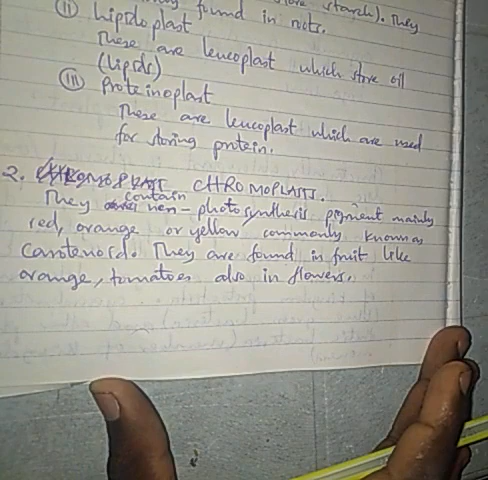 store starch). They
found in roots.
(ii) Lipidoplast
These are leucoplast which store oil
(Lipids)
(iii) Proteinoplast
These are leucoplast which are used
for storing protein.
2. CHROMOPLAST CHROMOPLASTS.
They contain non-photosynthesis pigment mainly
red, orange or yellow commonly known as
carotenoid. They are found in fruit like
orange, tomatoes also in flowers.